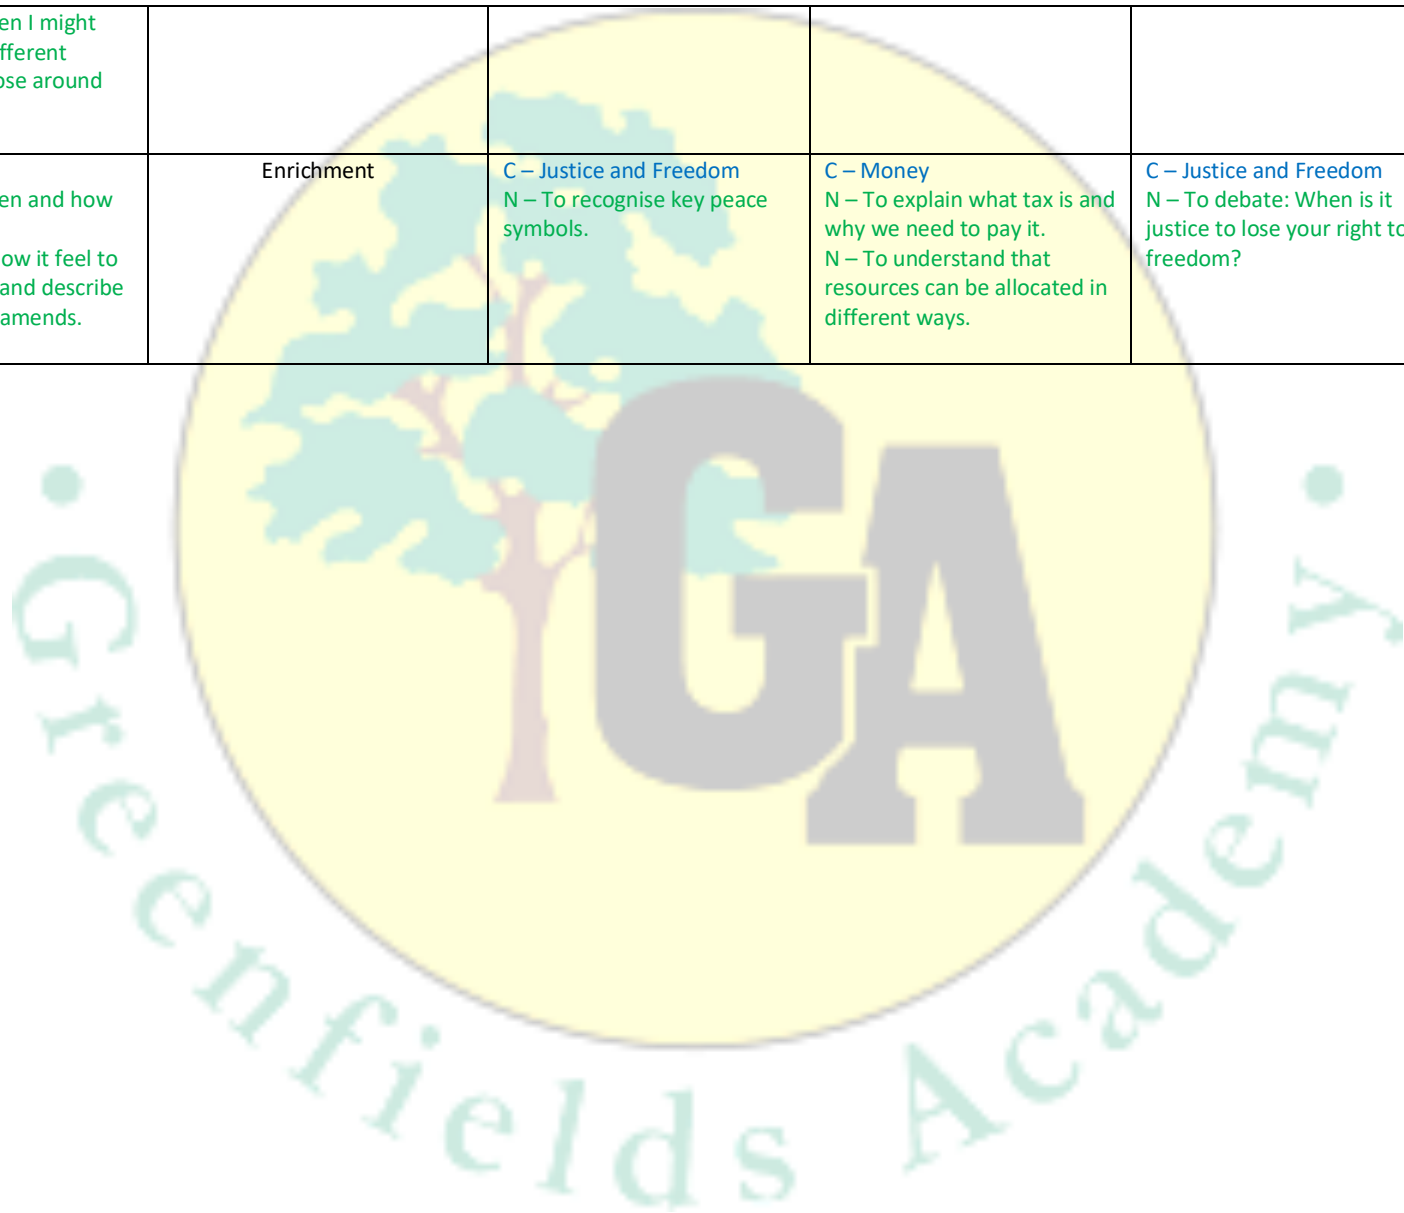 en I might
fferent
ose around
Enrichment
C – Justice and Freedom
C – Money
C – Justice and Freedom
N – To recognise key peace
symbols.
N – To explain what tax is and
why we need to pay it.
N – To understand that
resources can be allocated in
different ways.
N – To debate: When is it
justice to lose your right to
freedom?
en and how
ow it feel to
and describe
amends.
GA
Greenfields Academy